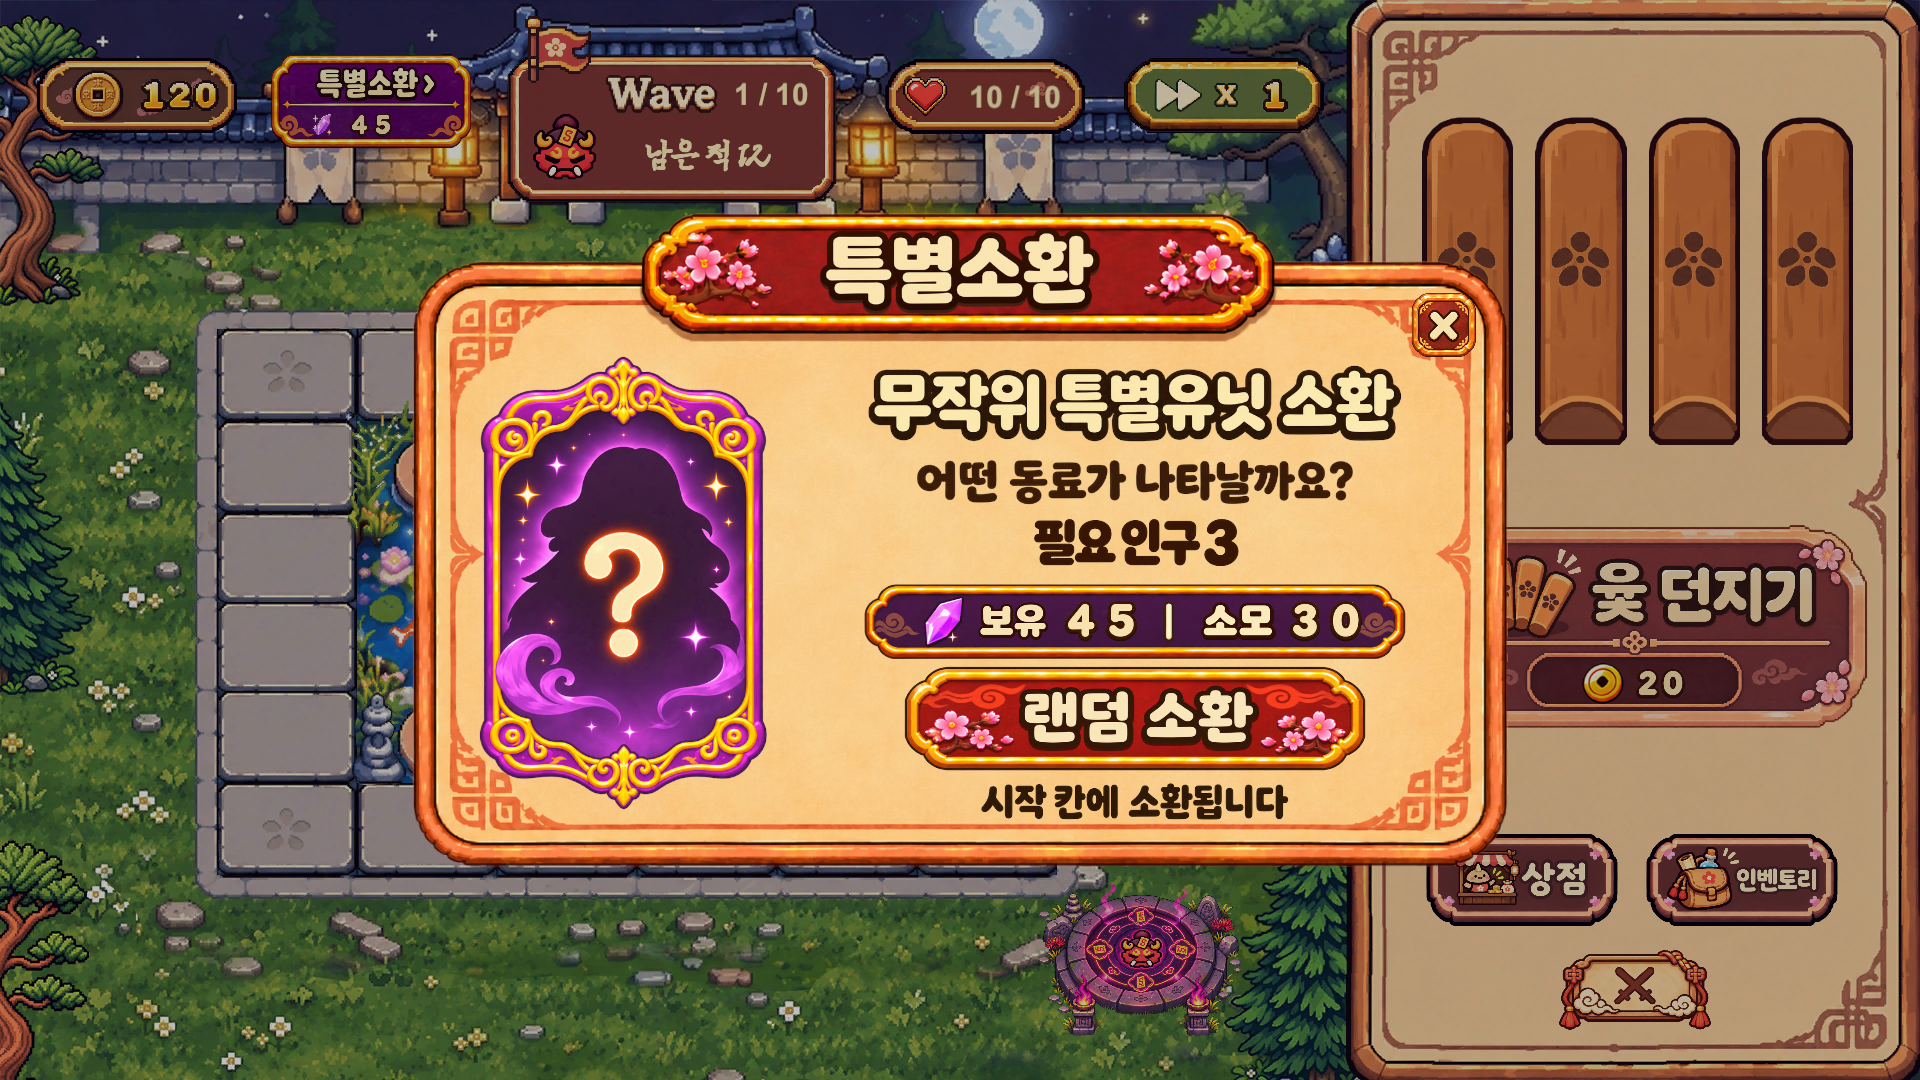 120
특별소환›
45
Wave 1/10
남은적 12
10/10
x 1
특별소환
무작위 특별유닛 소환
어떤 동료가 나타날까요?
필요 인구 3
?
보유 45 | 소모 30
랜덤 소환
시작 칸에 소환됩니다
윷 던지기
20
상점
인벤토리